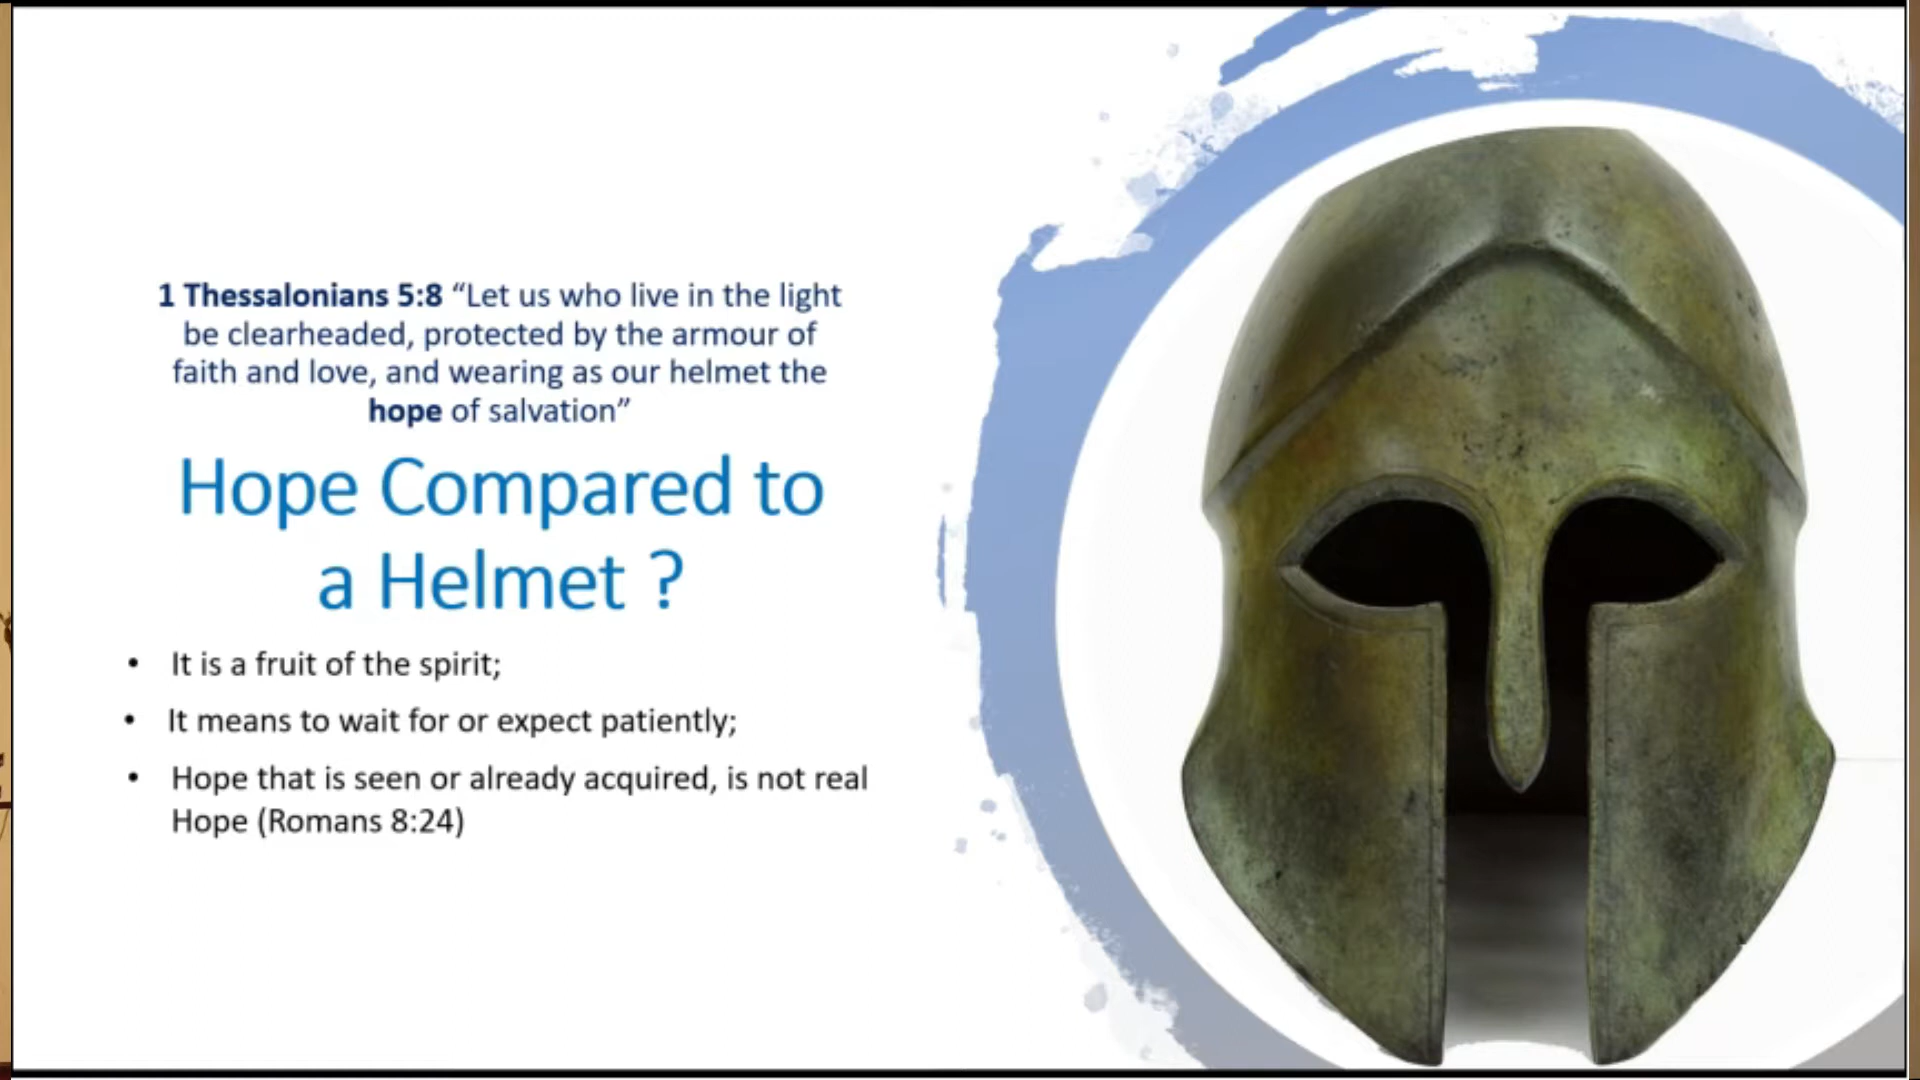 1 Thessalonians 5:8 “Let us who live in the light
be clearheaded, protected by the armour of
faith and love, and wearing as our helmet the
hope of salvation”
Hope Compared to
a Helmet ?
• It is a fruit of the spirit;
• It means to wait for or expect patiently;
• Hope that is seen or already acquired, is not real
Hope (Romans 8:24)